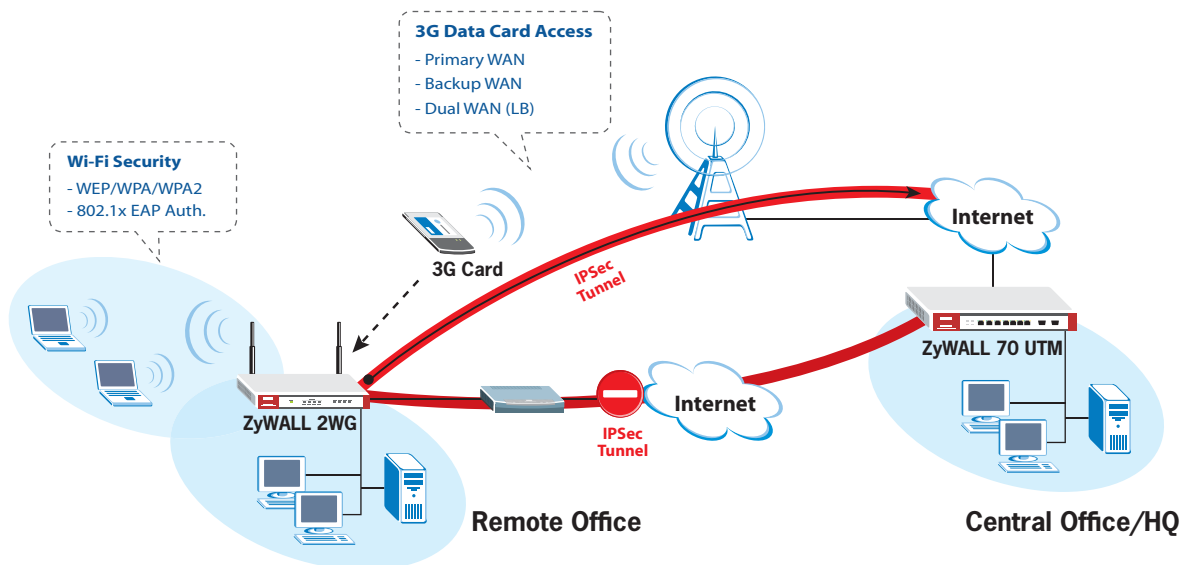 3G Data Card Access
- Primary WAN
- Backup WAN
- Dual WAN (LB)
Wi-Fi Security
- WEP/WPA/WPA2
- 802.1x EAP Auth.
3G Card
IPSec
Tunnel
Internet
ZyWALL 70 UTM
ZyWALL 2WG
IPSec
Tunnel
Internet
Remote Office
Central Office/HQ